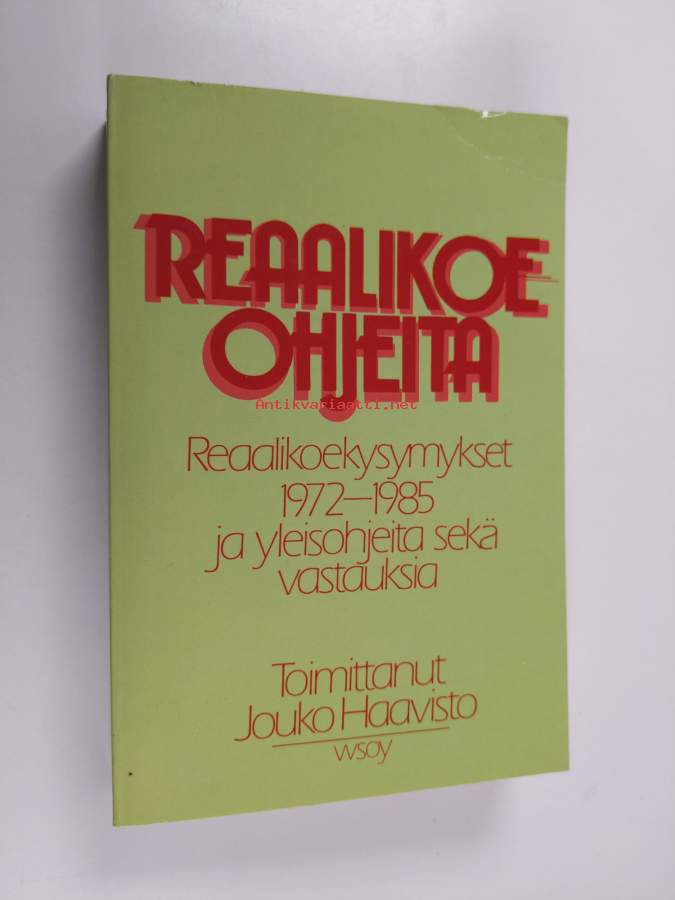 REAALIKOE-
OHJEITA
Antikvariaatti.net
Reaalikoekysymykset
1972—1985
ja yleisohjeita sekä
vastauksia
Toimittanut
Jouko Haavisto
wsoy